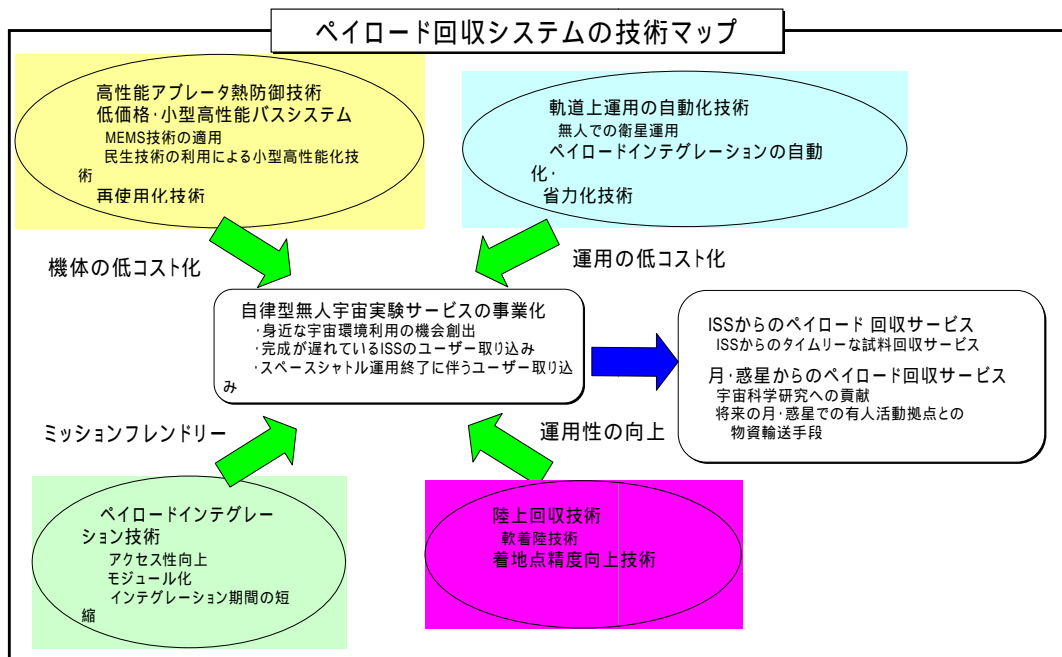 ペイロード回収システムの技術マップ
高性能アブレータ熱防御技術
低価格・小型高性能バスシステム
MEMS技術の適用
民生技術の利用による小型高性能化技
術
再使用化技術
軌道上運用の自動化技術
無人での衛星運用
ペイロードインテグレーションの自動
化・
省力化技術
機体の低コスト化
運用の低コスト化
自律型無人宇宙実験サービスの事業化
・身近な宇宙環境利用の機会創出
・完成が遅れているISSのユーザー取り込み
・スペースシャトル運用終了に伴うユーザー取り込
み
ISSからのペイロード 回収サービス
ISSからのタイムリーな試料回収サービス
月・惑星からのペイロード回収サービス
宇宙科学研究への貢献
将来の月・惑星での有人活動拠点との
物資輸送手段
ミッションフレンドリー
運用性の向上
ペイロードインテグレー
ション技術
アクセス性向上
モジュール化
インテグレーション期間の短
縮
陸上回収技術
軟着陸技術
着地点精度向上技術